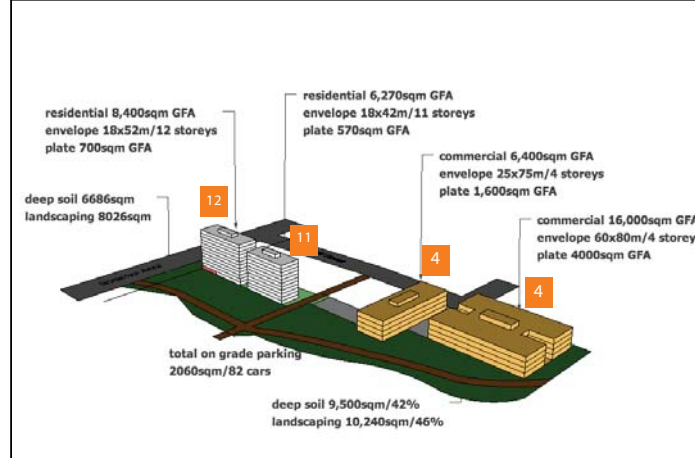 residential 8,400sqm GFA
envelope 18x52m/12 storeys
plate 700sqm GFA
residential 6,270sqm GFA
envelope 18x42m/11 storeys
plate 570sqm GFA
commercial 6,400sqm GFA
envelope 25x75m/4 storeys
plate 1,600sqm GFA
commercial 16,000sqm GF
envelope 60x80m/4 storey
plate 4000sqm GFA
deep soil 6686sqm
landscaping 8026sqm
12
11
4
4
total on grade parking
2060sqm/82 cars
deep soil 9,500sqm/42%
landscaping 10,240sqm/46%